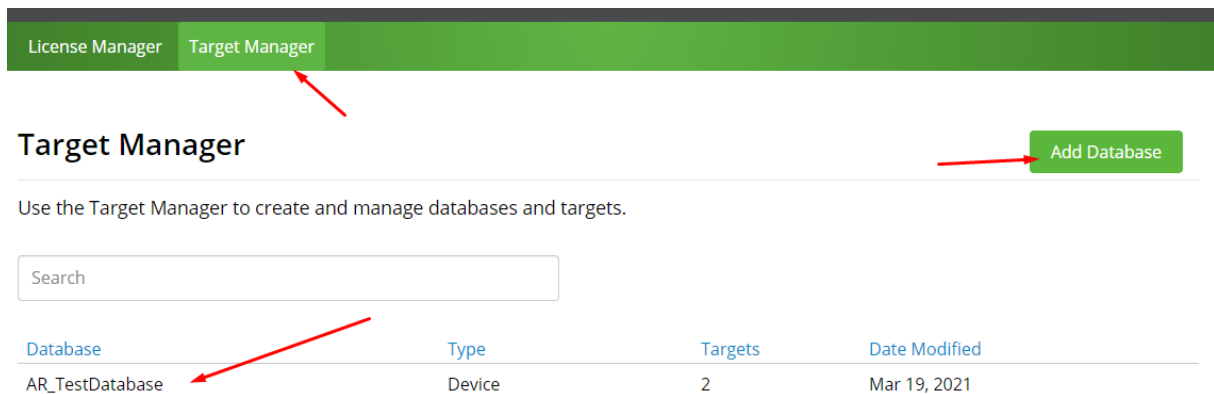 License Manager Target Manager
Target Manager
Add Database
Use the Target Manager to create and manage databases and targets.
Search
Database Type Targets Date Modified
AR_TestDatabase Device 2 Mar 19, 2021